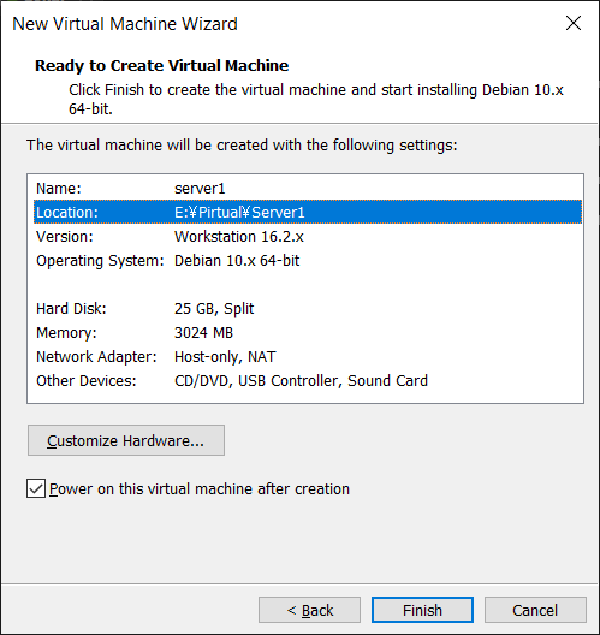 New Virtual Machine Wizard
Ready to Create Virtual Machine
Click Finish to create the virtual machine and start installing Debian 10.x
64-bit.
The virtual machine will be created with the following settings:
Name: server1
Location: E:¥Pirtual¥Server1
Version: Workstation 16.2.x
Operating System: Debian 10.x 64-bit
Hard Disk: 25 GB, Split
Memory: 3024 MB
Network Adapter: Host-only, NAT
Other Devices: CD/DVD, USB Controller, Sound Card
Customize Hardware...
Power on this virtual machine after creation
< Back Finish Cancel